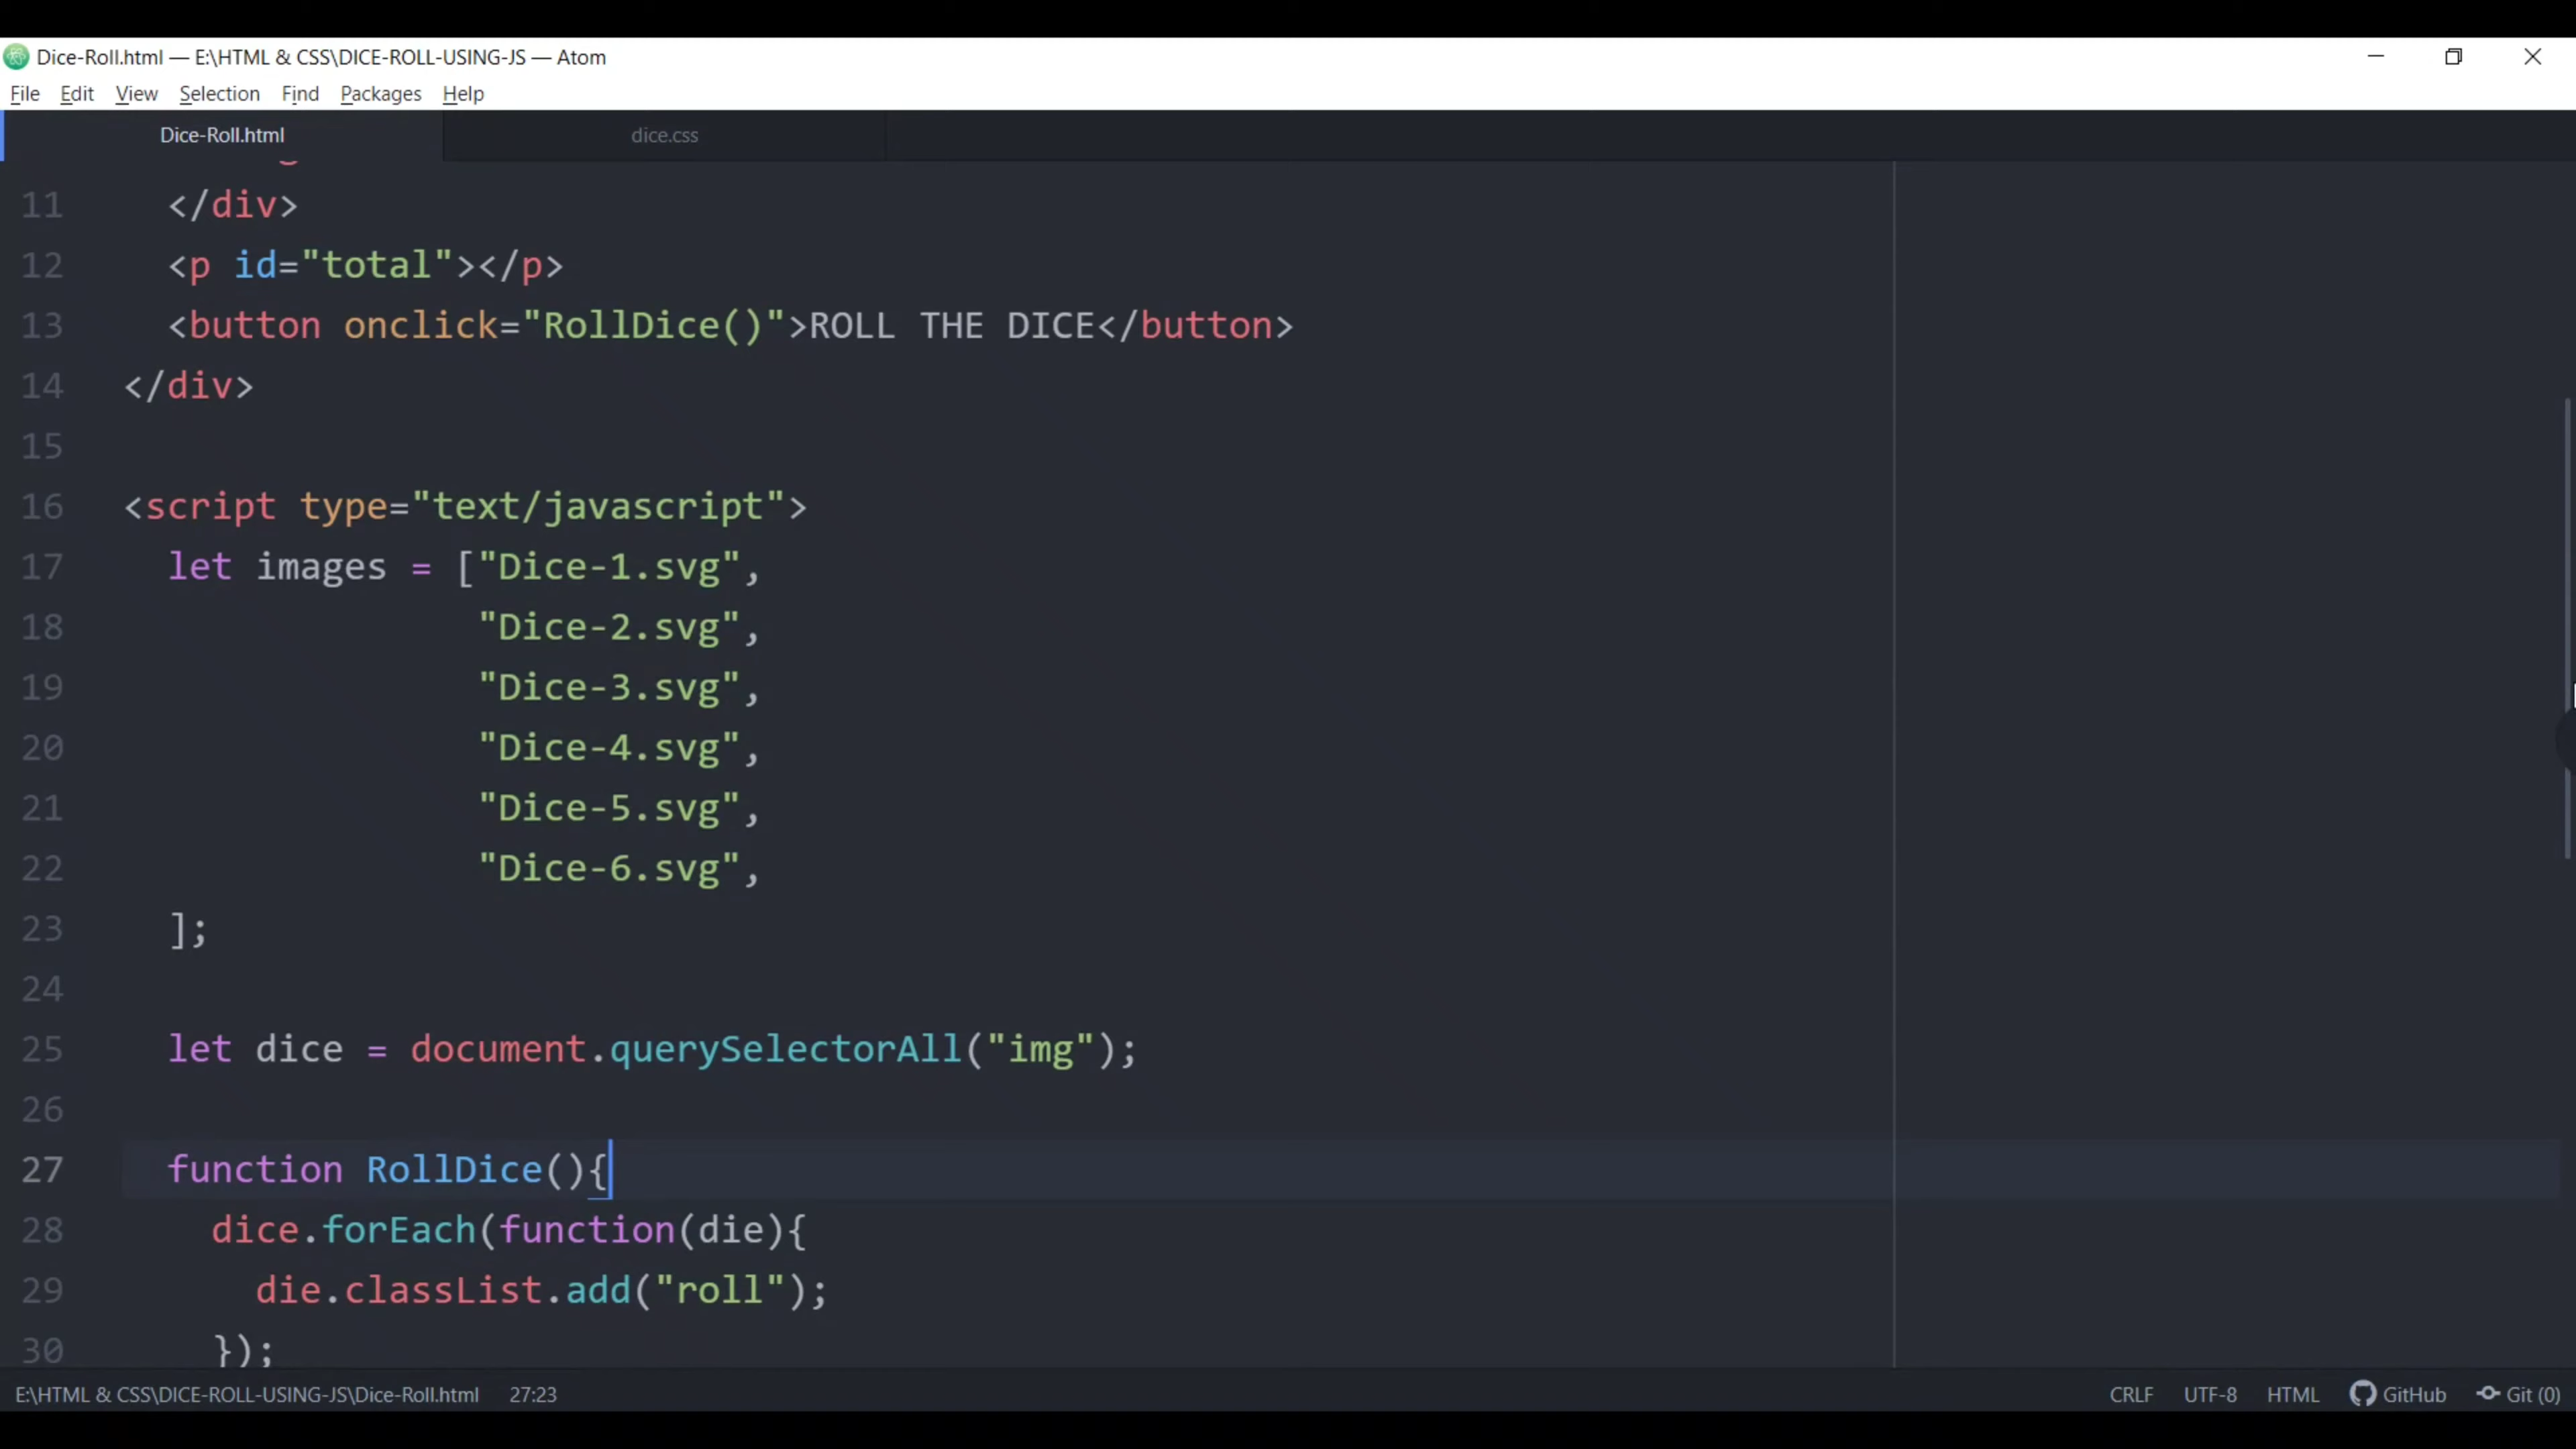 Dice-Roll.html — E:\HTML & CSS\DICE-ROLL-USING-JS — Atom
File Edit View Selection Find Packages Help
Dice-Roll.html dice.css
11 </div>
12 <p id="total"></p>
13 <button onclick="RollDice()">ROLL THE DICE</button>
14 </div>
15
16 <script type="text/javascript">
17 let images = ["Dice-1.svg",
18 "Dice-2.svg",
19 "Dice-3.svg",
20 "Dice-4.svg",
21 "Dice-5.svg",
22 "Dice-6.svg",
23 ];
24
25 let dice = document.querySelectorAll("img");
26
27 function RollDice(){
28 dice.forEach(function(die){
29 die.classList.add("roll");
30 });
E:\HTML & CSS\DICE-ROLL-USING-JS\Dice-Roll.html 27:23 CRLF UTF-8 HTML GitHub Git (0)